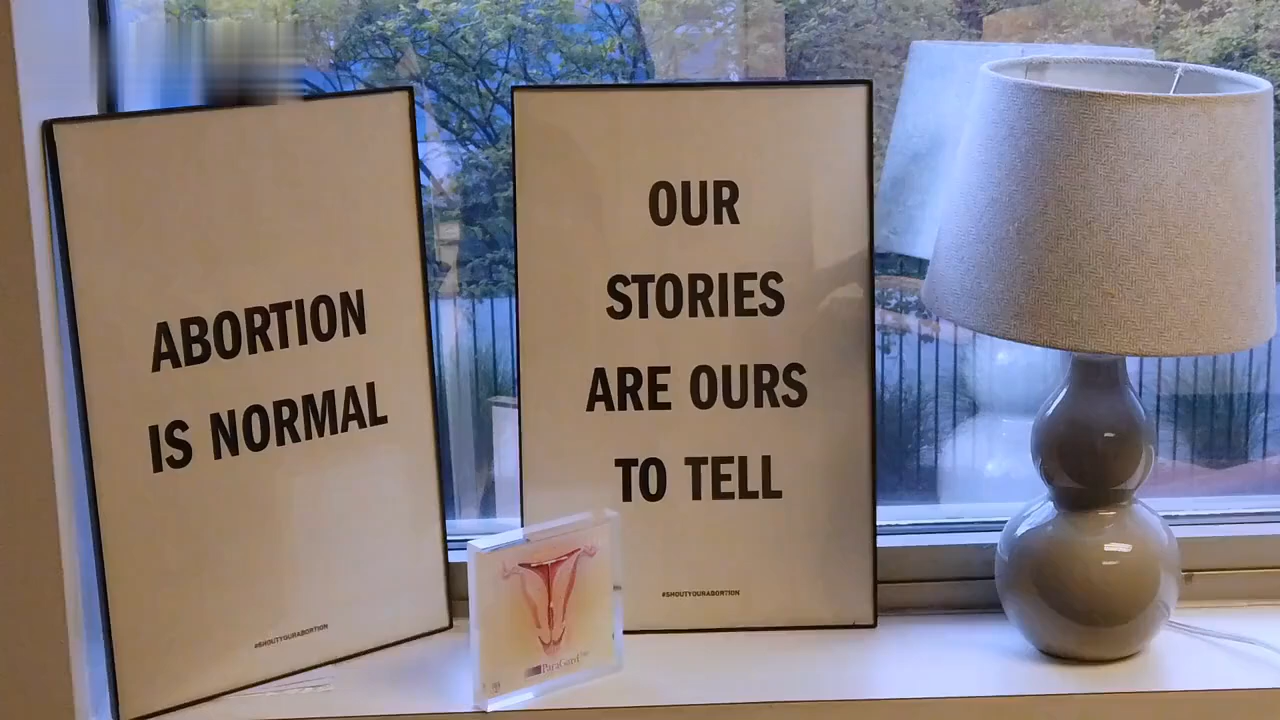 ABORTION
IS NORMAL
#SHOUTYOURABORTION
OUR
STORIES
ARE OURS
TO TELL
#SHOUTYOURABORTION
ParaGard